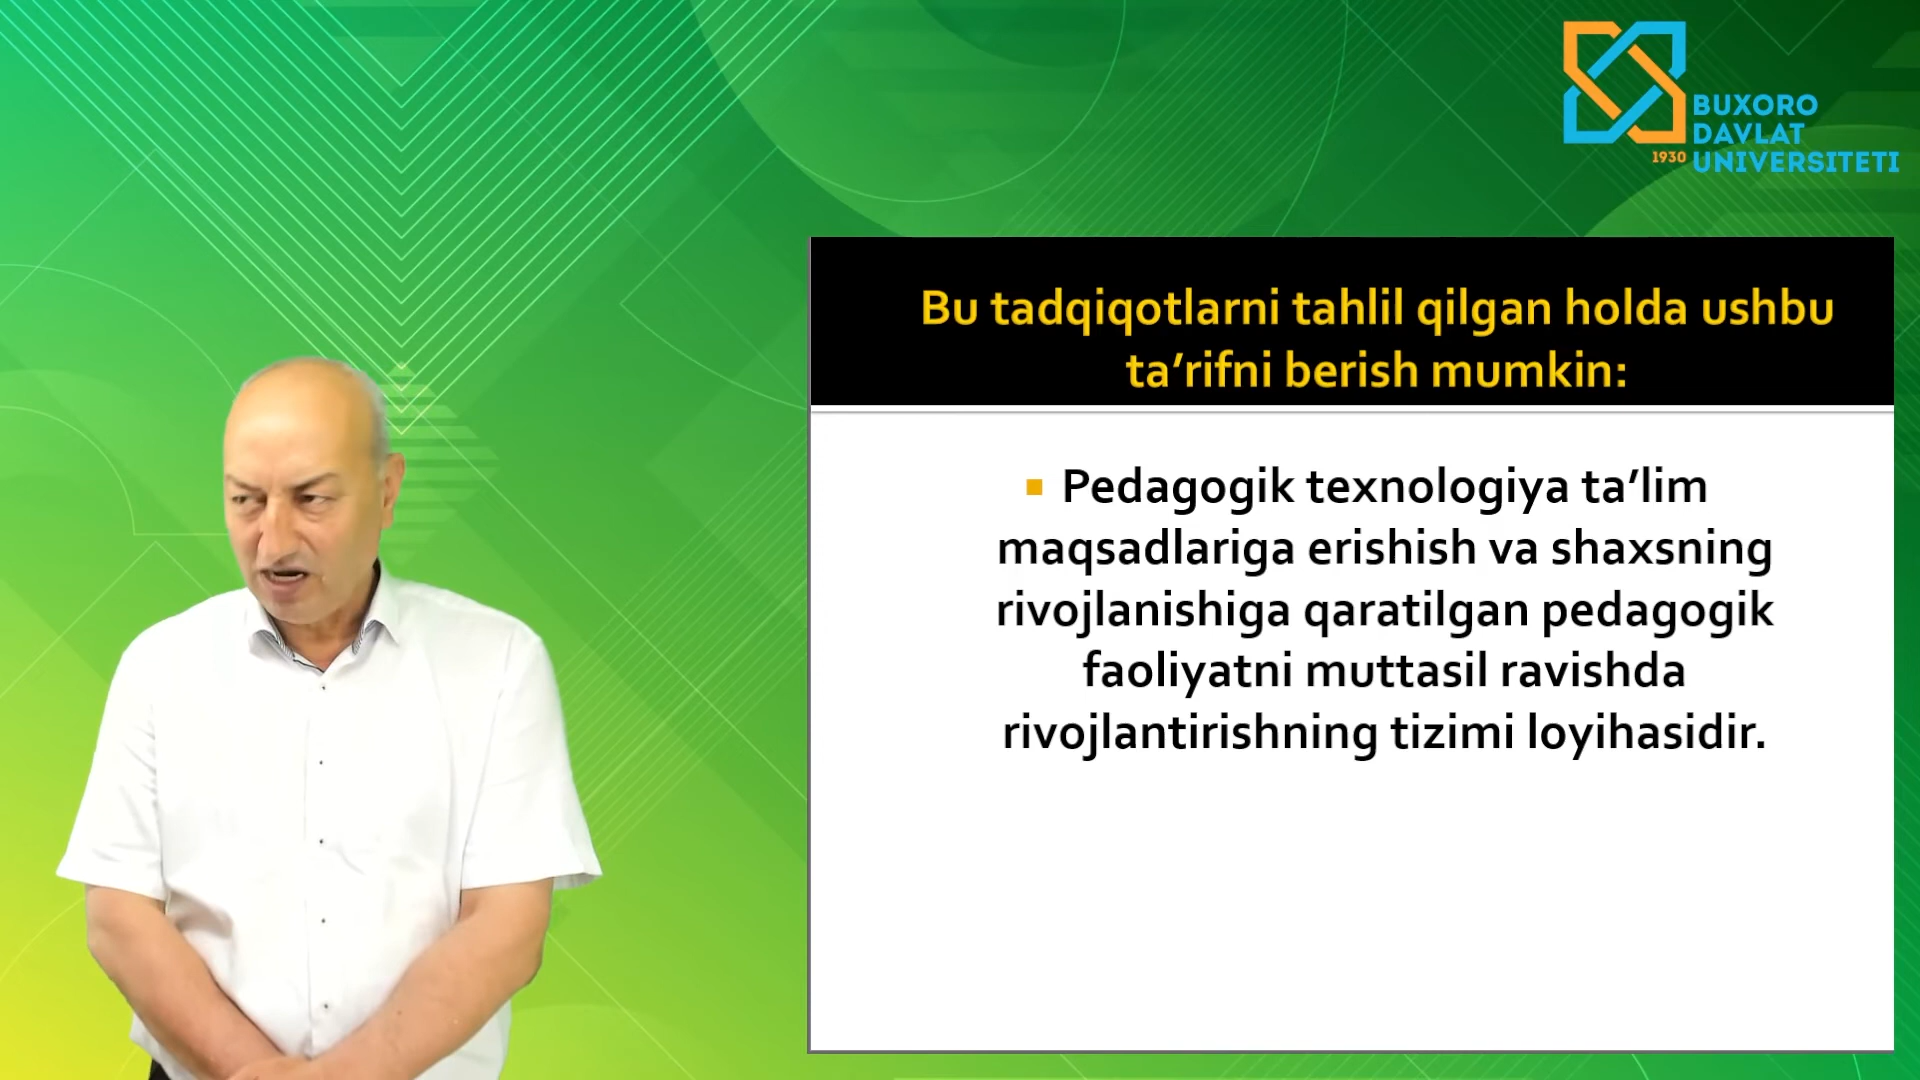 BUXORO
DAVLAT
1930 UNIVERSITETI
Bu tadqiqotlarni tahlil qilgan holda ushbu
ta’rifni berish mumkin:
▪ Pedagogik texnologiya ta’lim
maqsadlariga erishish va shaxsning
rivojlanishiga qaratilgan pedagogik
faoliyatni muttasil ravishda
rivojlantirishning tizimi loyihasidir.